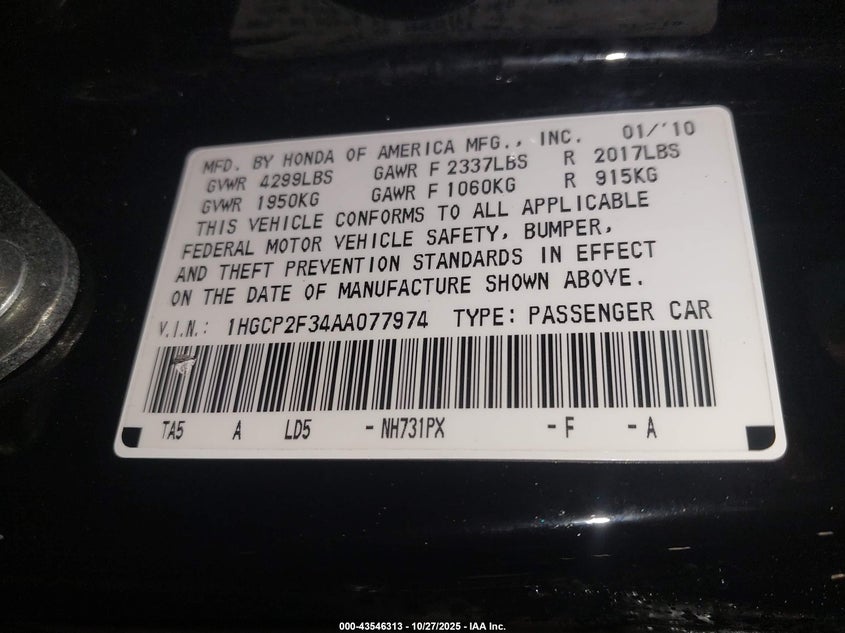 MFD. BY HONDA OF AMERICA MFG., INC. 01/'10
GVWR 4299LBS GAWR F 2337LBS R 2017LBS
GVWR 1950KG GAWR F 1060KG R 915KG
THIS VEHICLE CONFORMS TO ALL APPLICABLE
FEDERAL MOTOR VEHICLE SAFETY, BUMPER,
AND THEFT PREVENTION STANDARDS IN EFFECT
ON THE DATE OF MANUFACTURE SHOWN ABOVE.
V.I.N.: 1HGCP2F34AA077974 TYPE: PASSENGER CAR
TA5 A LD5 - NH731PX - F - A
000-43546313 - 10/27/2025 - IAA Inc.